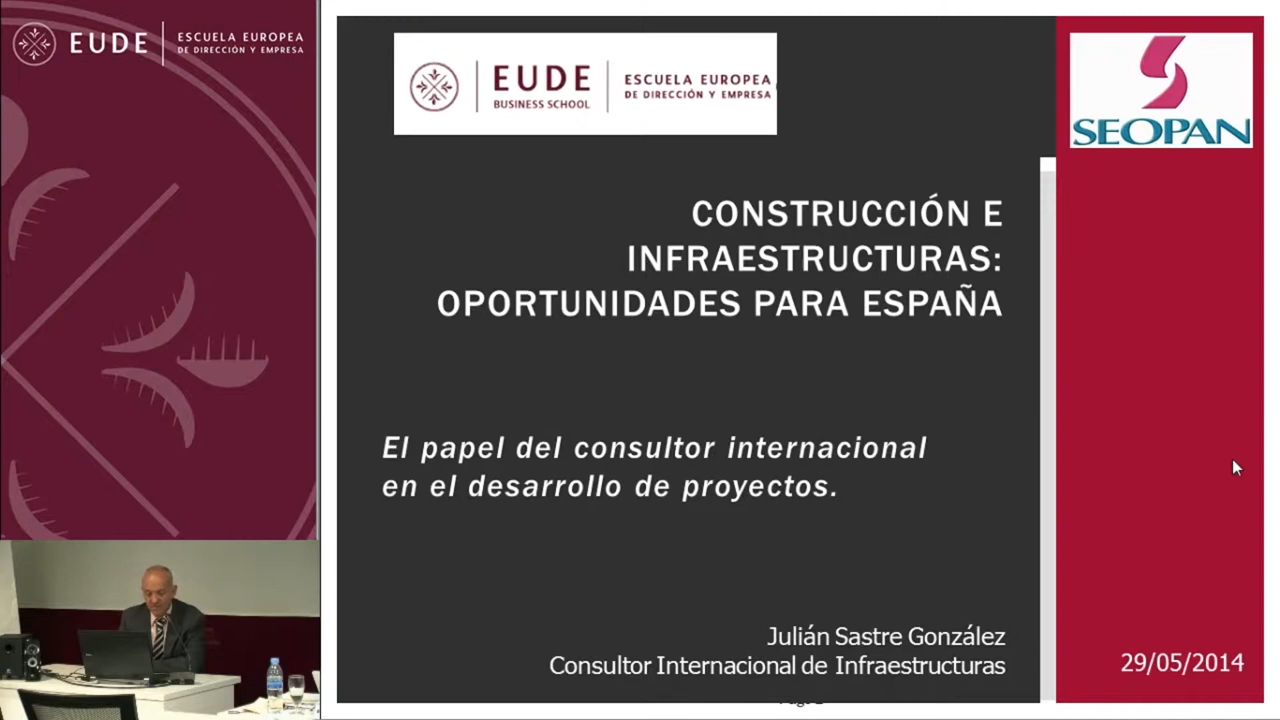 EUDE
ESCUELA EUROPEA
DE DIRECCIÓN Y EMPRESA
EUDE
BUSINESS SCHOOL
ESCUELA EUROPEA
DE DIRECCIÓN Y EMPRESA
SEOPAN
CONSTRUCCIÓN E
INFRAESTRUCTURAS:
OPORTUNIDADES PARA ESPAÑA
El papel del consultor internacional
en el desarrollo de proyectos.
Julián Sastre González
Consultor Internacional de Infraestructuras
29/05/2014